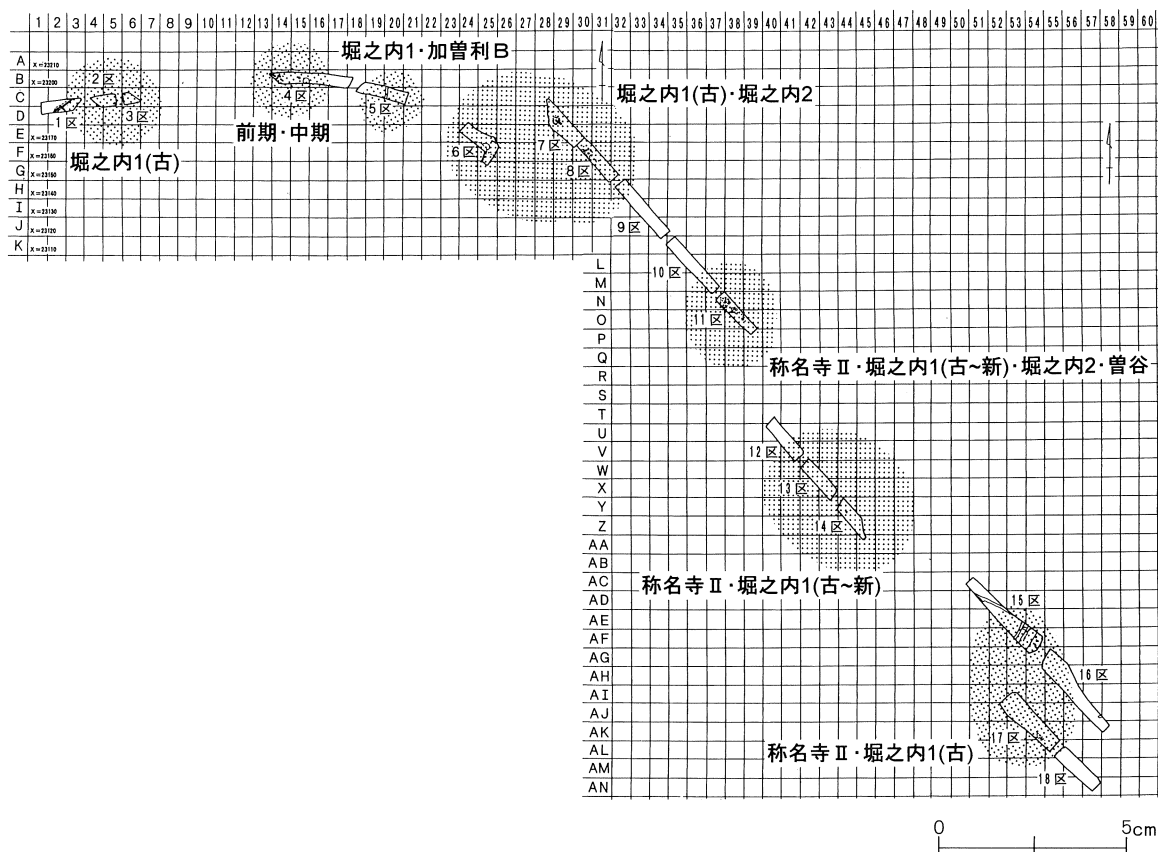 1 2 3 4 5 6 7 8 9 10 11 12 13 14 15 16 17 18 19 20 21 22 23 24 25 26 27 28 29 30 31 32 33 34 35 36 37 38 39 40 41 42 43 44 45 46 47 48 49 50 51 52 53 54 55 56 57 58 59 60
堀之内1・加曽利B
A X=23210
B X=23200
C
D
E X=23170
F X=23160
G X=23150
H X=23140
I X=23130
J X=23120
K X=23110
2区
1区
3区
4区
5区
堀之内1(古)・堀之内2
前期・中期
堀之内1(古)
6区
7区
8区
9区
10区
11区
L
M
N
O
P
Q
R
S
T
U
V
W
X
Y
Z
AA
AB
AC
AD
AE
AF
AG
AH
AI
AJ
AK
AL
AM
AN
称名寺Ⅱ・堀之内1(古~新)・堀之内2・曽谷
12区
13区
14区
称名寺Ⅱ・堀之内1(古~新)
15区
16区
17区
称名寺Ⅱ・堀之内1(古)
18区
0 5cm